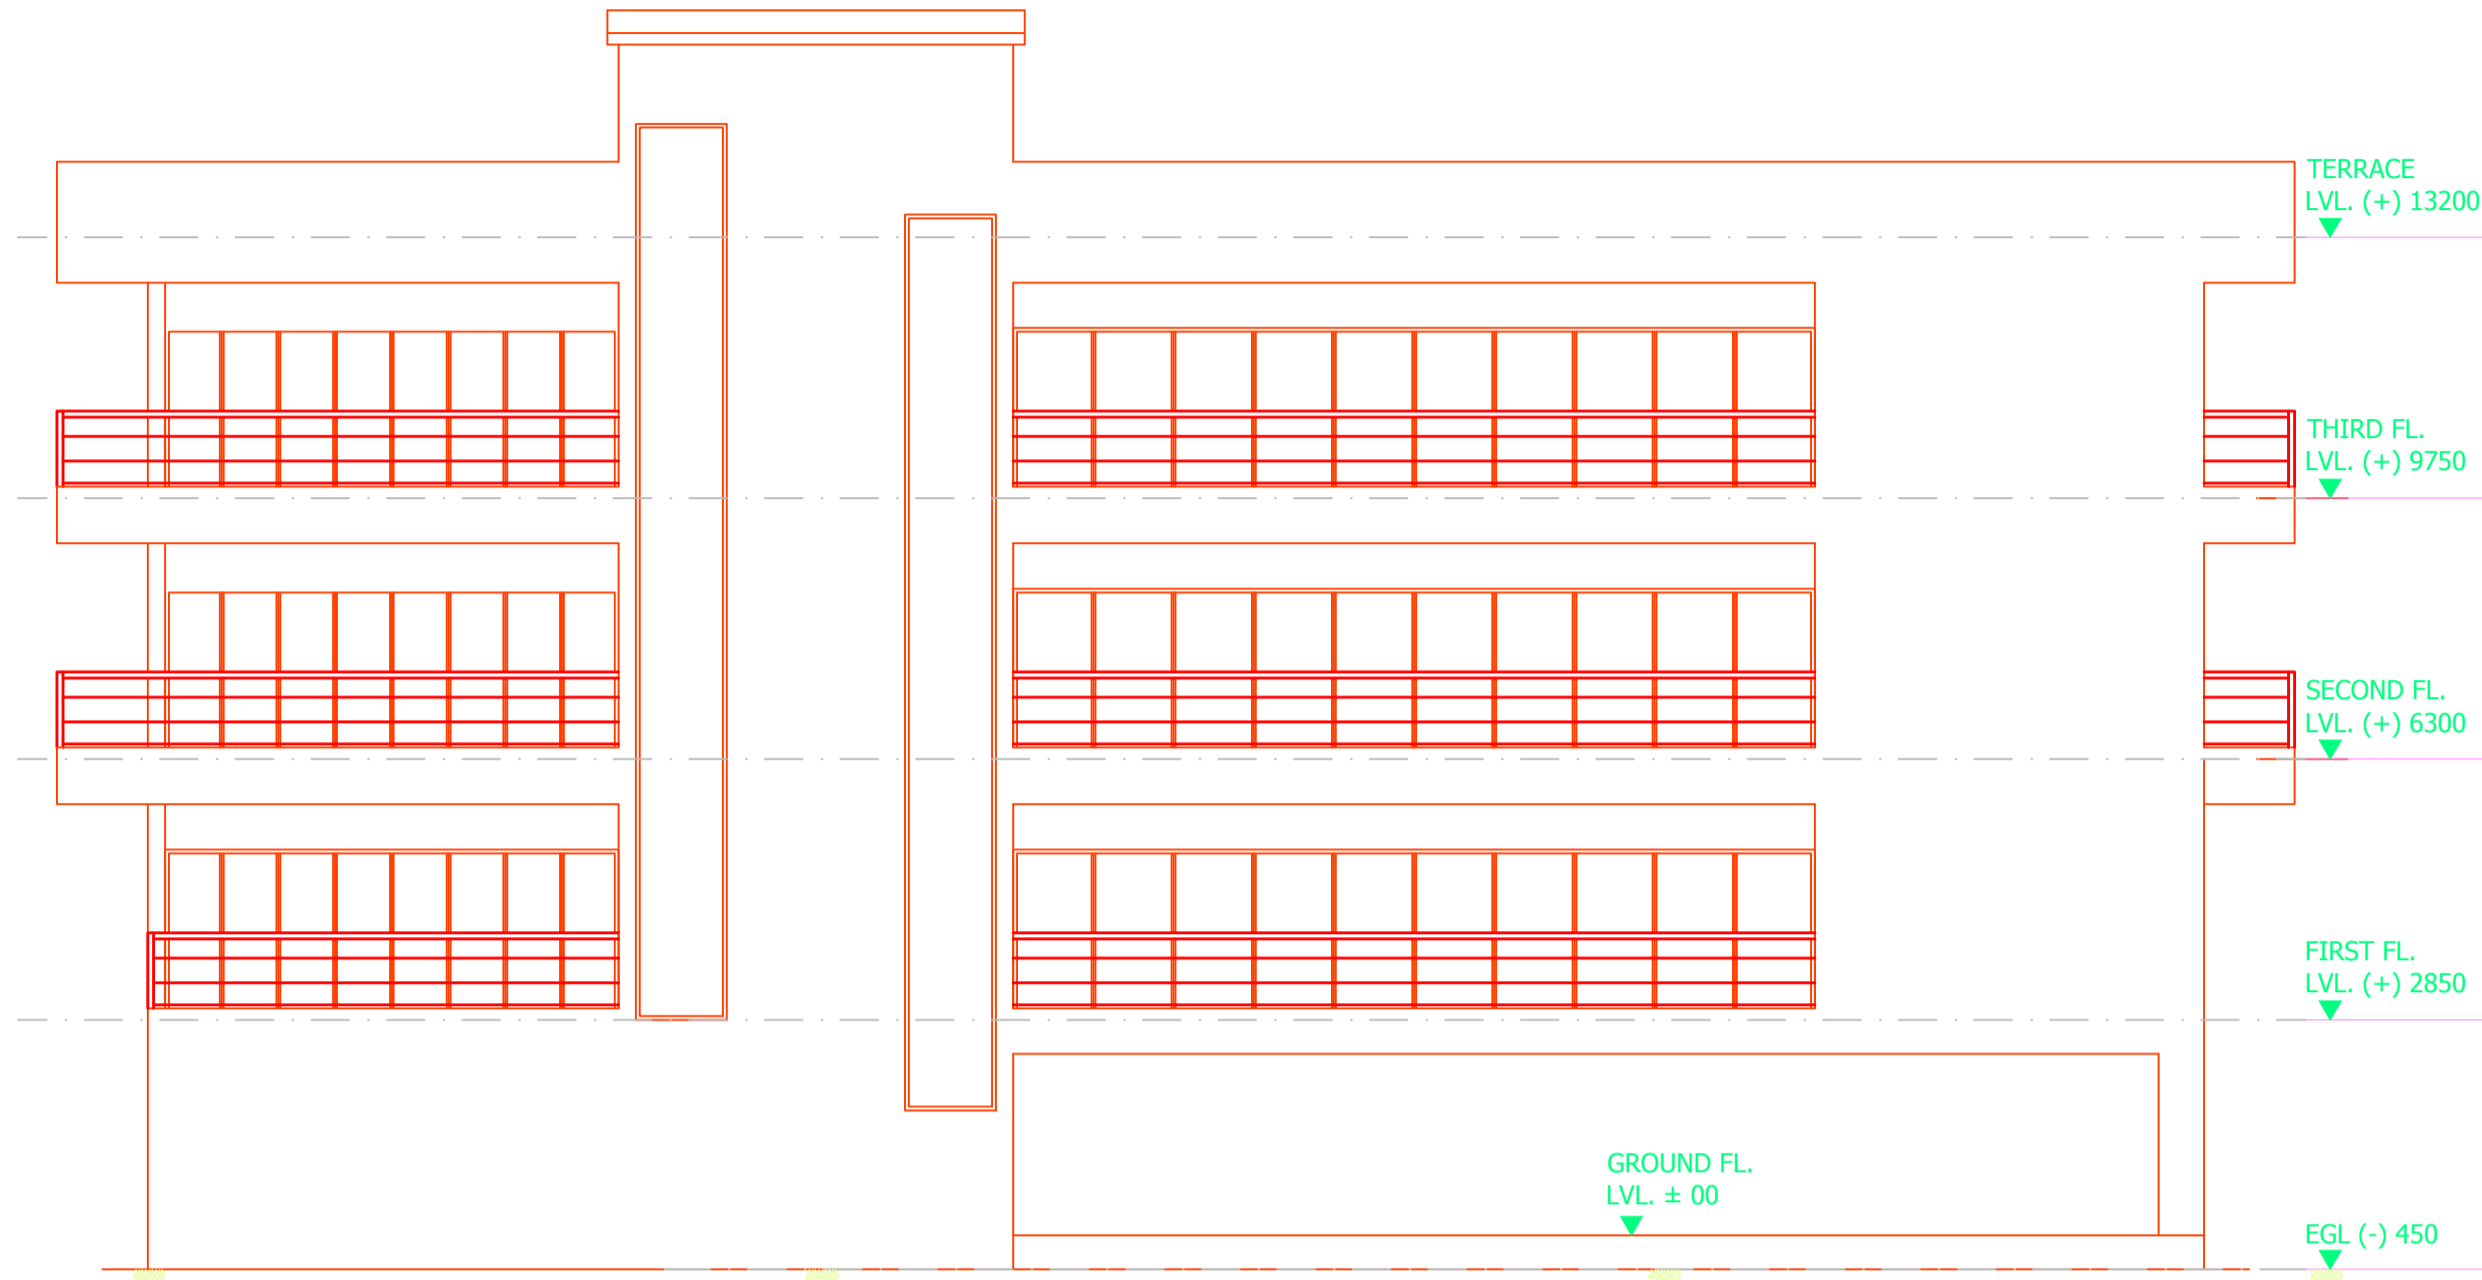 TERRACE
LVL. (+) 13200
THIRD FL.
LVL. (+) 9750
SECOND FL.
LVL. (+) 6300
FIRST FL.
LVL. (+) 2850
GROUND FL.
LVL. ± 00
EGL (-) 450